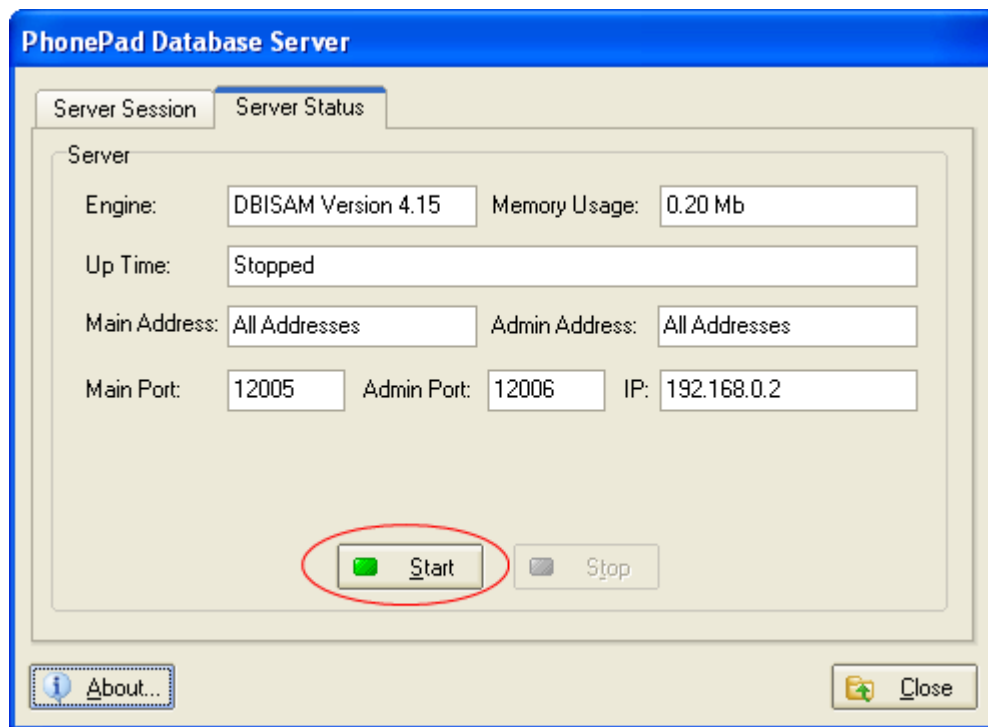 PhonePad Database Server
Server Session Server Status
Server
Engine: DBISAM Version 4.15 Memory Usage: 0.20 Mb
Up Time: Stopped
Main Address: All Addresses Admin Address: All Addresses
Main Port: 12005 Admin Port: 12006 IP: 192.168.0.2
Start Stop
About... Close